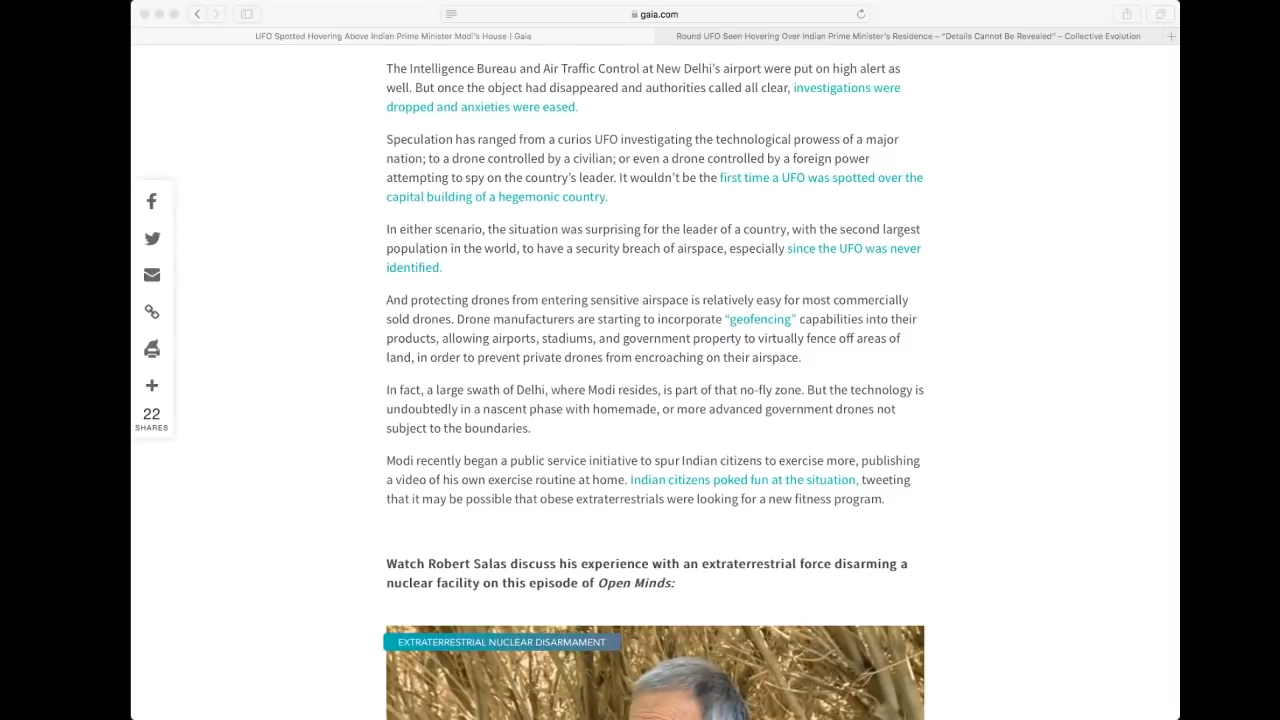 gaia.com
UFO Spotted Hovering Above Indian Prime Minister Modi's House | Gaia
Round UFO Seen Hovering Over Indian Prime Minister's Residence – "Details Cannot Be Revealed" – Collective Evolution
The Intelligence Bureau and Air Traffic Control at New Delhi's airport were put on high alert as
well. But once the object had disappeared and authorities called all clear, investigations were
dropped and anxieties were eased.
Speculation has ranged from a curios UFO investigating the technological prowess of a major
nation; to a drone controlled by a civilian; or even a drone controlled by a foreign power
attempting to spy on the country's leader. It wouldn't be the first time a UFO was spotted over the
capital building of a hegemonic country.
In either scenario, the situation was surprising for the leader of a country, with the second largest
population in the world, to have a security breach of airspace, especially since the UFO was never
identified.
And protecting drones from entering sensitive airspace is relatively easy for most commercially
sold drones. Drone manufacturers are starting to incorporate "geofencing" capabilities into their
products, allowing airports, stadiums, and government property to virtually fence off areas of
land, in order to prevent private drones from encroaching on their airspace.
In fact, a large swath of Delhi, where Modi resides, is part of that no-fly zone. But the technology is
undoubtedly in a nascent phase with homemade, or more advanced government drones not
subject to the boundaries.
22
SHARES
Modi recently began a public service initiative to spur Indian citizens to exercise more, publishing
a video of his own exercise routine at home. Indian citizens poked fun at the situation, tweeting
that it may be possible that obese extraterrestrials were looking for a new fitness program.
Watch Robert Salas discuss his experience with an extraterrestrial force disarming a
nuclear facility on this episode of Open Minds:
EXTRATERRESTRIAL NUCLEAR DISARMAMENT